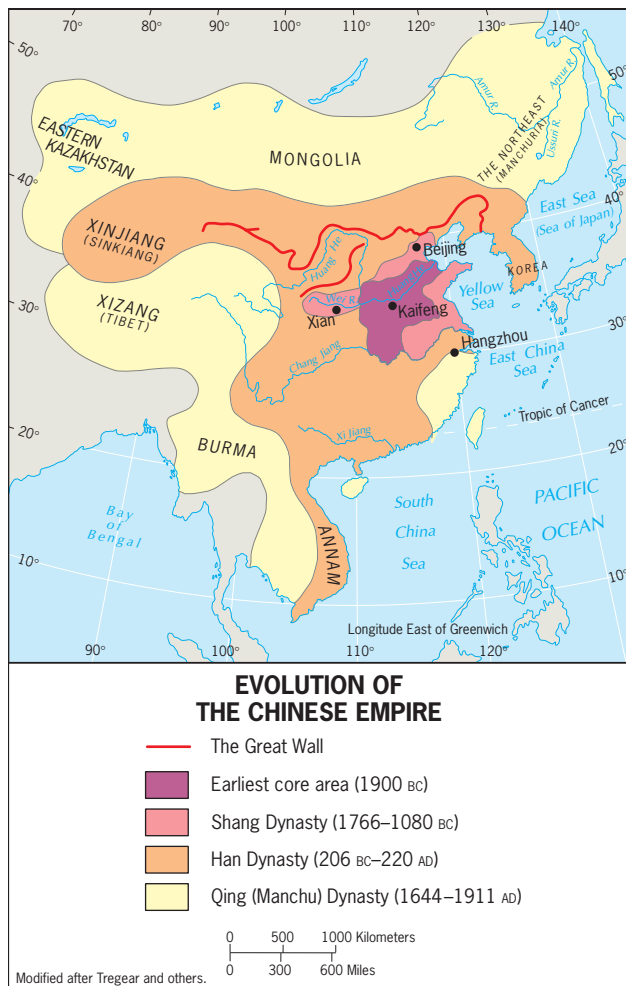 70° 80° 90° 100° 110° 120° 130° 140°
50°
50°
40°
40°
30°
30°
20°
20°
10°
10°
EASTERN
KAZAKHSTAN
MONGOLIA
THE NORTHEAST
(MANCHURIA)
Amur R.
Amur R.
Ussuri R.
XINJIANG
(SINKIANG)
East Sea
(Sea of Japan)
Huang He
Beijing
KOREA
XIZANG
(TIBET)
Wei R.
Xian
Kaifeng
Yellow
Sea
Hangzhou
Chang Jiang
East China
Sea
Tropic of Cancer
Xi Jiang
BURMA
ANNAM
Bay
of
Bengal
South
China
Sea
PACIFIC
OCEAN
Longitude East of Greenwich
90° 100° 110° 120°
EVOLUTION OF
THE CHINESE EMPIRE
The Great Wall
Earliest core area (1900 BC)
Shang Dynasty (1766–1080 BC)
Han Dynasty (206 BC–220 AD)
Qing (Manchu) Dynasty (1644–1911 AD)
0 500 1000 Kilometers
0 300 600 Miles
Modified after Tregear and others.